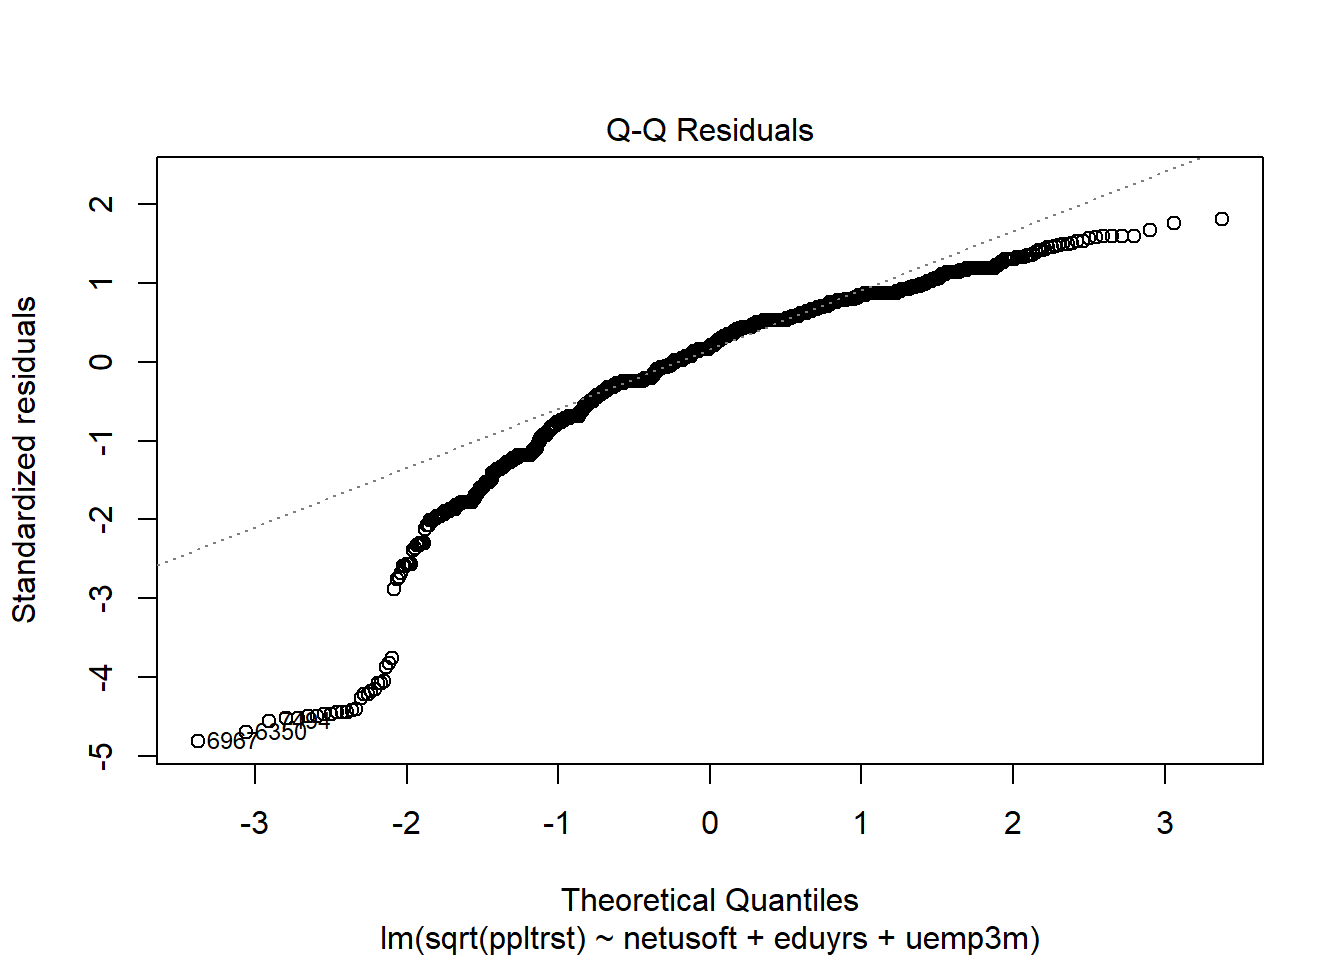 Q-Q Residuals
Standardized residuals
2
1
0
-1
-2
-3
-4
-5
7494
6350
6967
-3 -2 -1 0 1 2 3
Theoretical Quantiles
lm(sqrt(ppltrst) ~ netusoft + eduyrs + uemp3m)